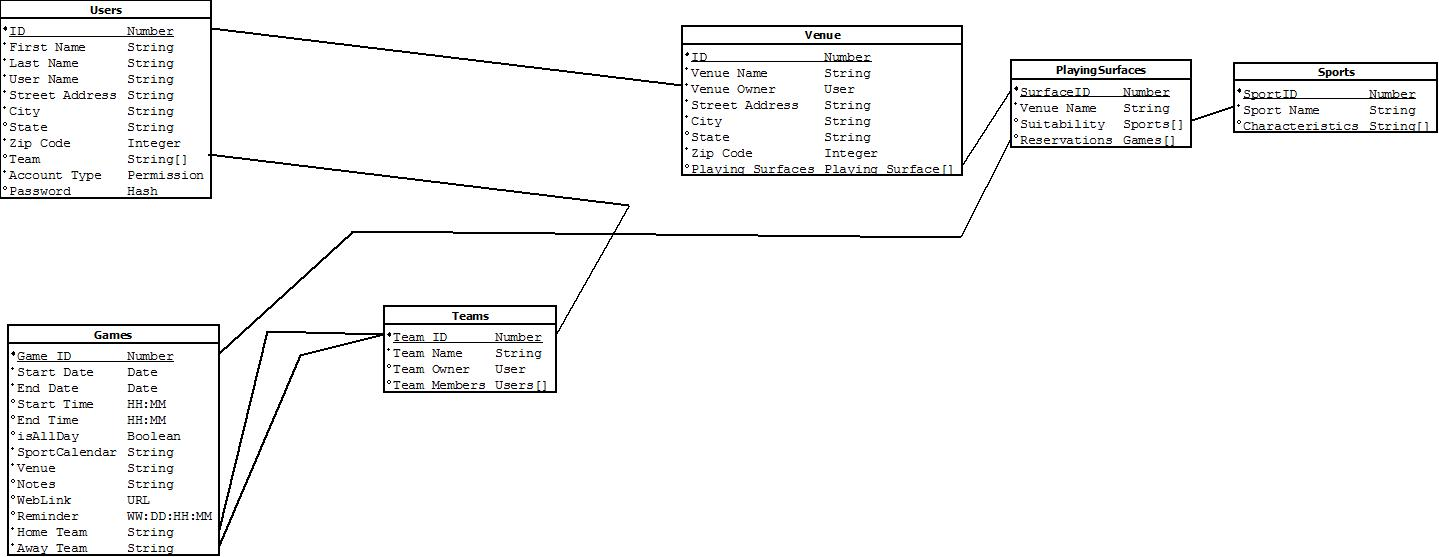 Users
ID Number
First Name String
Last Name String
User Name String
Street Address String
City String
State String
Zip Code Integer
Team String[]
Account Type Permission
Password Hash
Venue
ID Number
Venue Name String
Venue Owner User
Street Address String
City String
State String
Zip Code Integer
Playing Surfaces Playing Surface[]
PlayingSurfaces
SurfaceID Number
Venue Name String
Suitability Sports[]
Reservations Games[]
Sports
SportID Number
Sport Name String
Characteristics String[]
Games
Game ID Number
Start Date Date
End Date Date
Start Time HH:MM
End Time HH:MM
isAllDay Boolean
SportCalendar String
Venue String
Notes String
WebLink URL
Reminder WW:DD:HH:MM
Home Team String
Away Team String
Teams
Team ID Number
Team Name String
Team Owner User
Team Members Users[]